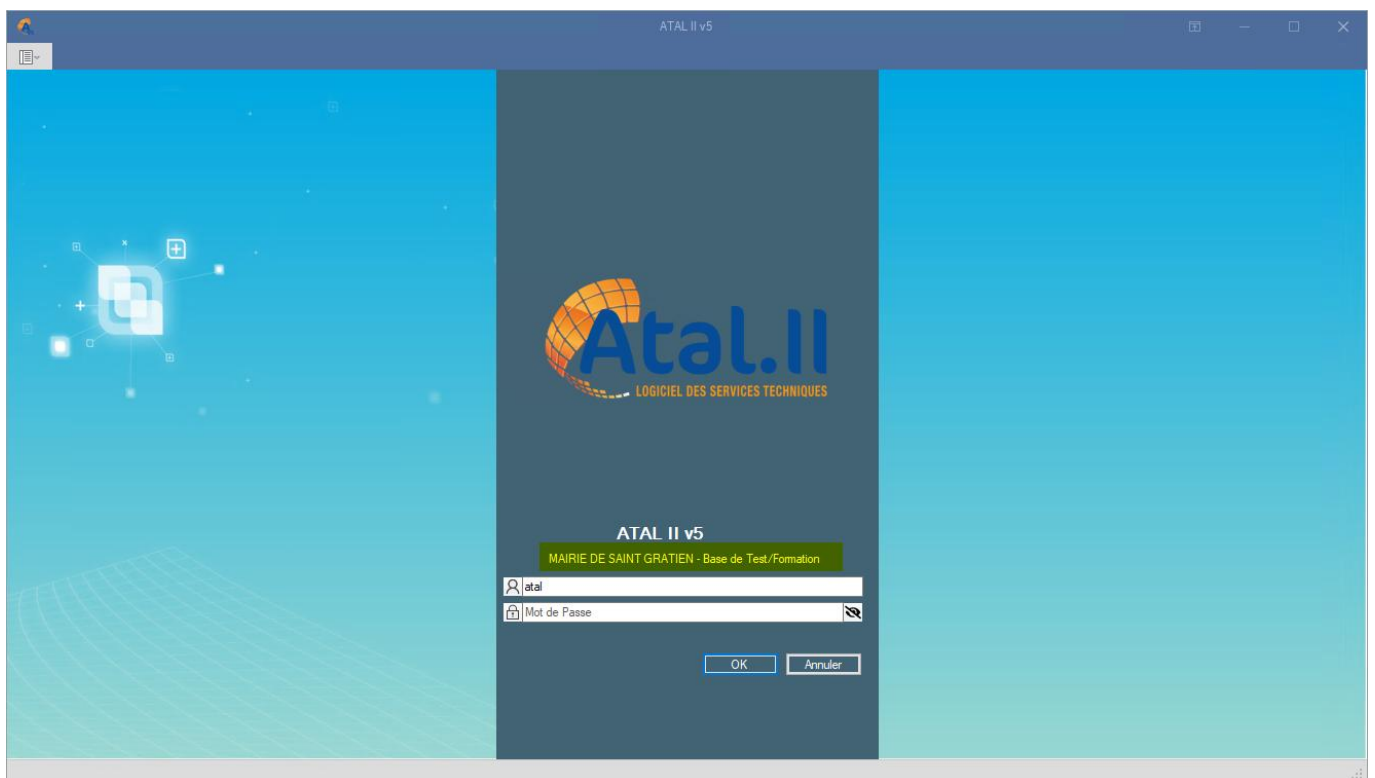 ATAL II v5
Atal.II
LOGICIEL DES SERVICES TECHNIQUES
ATAL II v5
MAIRIE DE SAINT GRATIEN - Base de Test/Formation
atal
Mot de Passe
OK Annuler